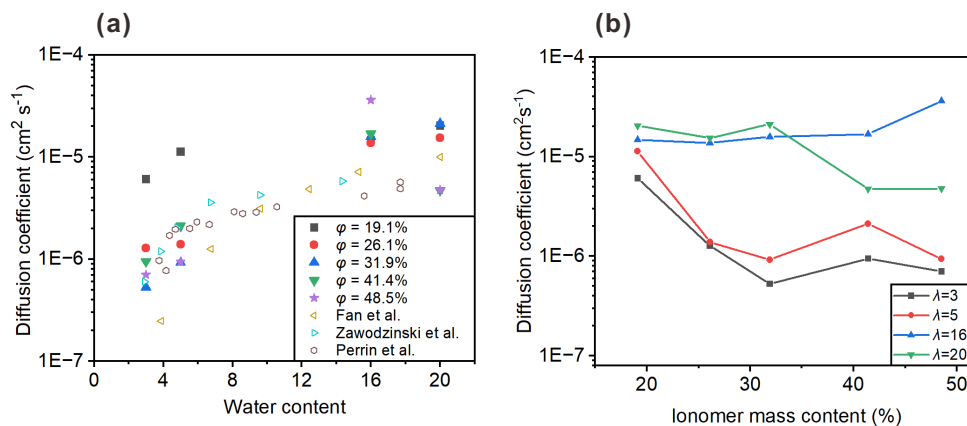 (a)
Diffusion coefficient (cm² s⁻¹)
1E−4
1E−5
1E−6
1E−7
0
4
8
12
16
20
Water content
φ = 19.1%
φ = 26.1%
φ = 31.9%
φ = 41.4%
φ = 48.5%
Fan et al.
Zawodzinski et al.
Perrin et al.
(b)
Diffusion coefficient (cm²s⁻¹)
1E−4
1E−5
1E−6
1E−7
20
30
40
50
Ionomer mass content (%)
λ=3
λ=5
λ=16
λ=20